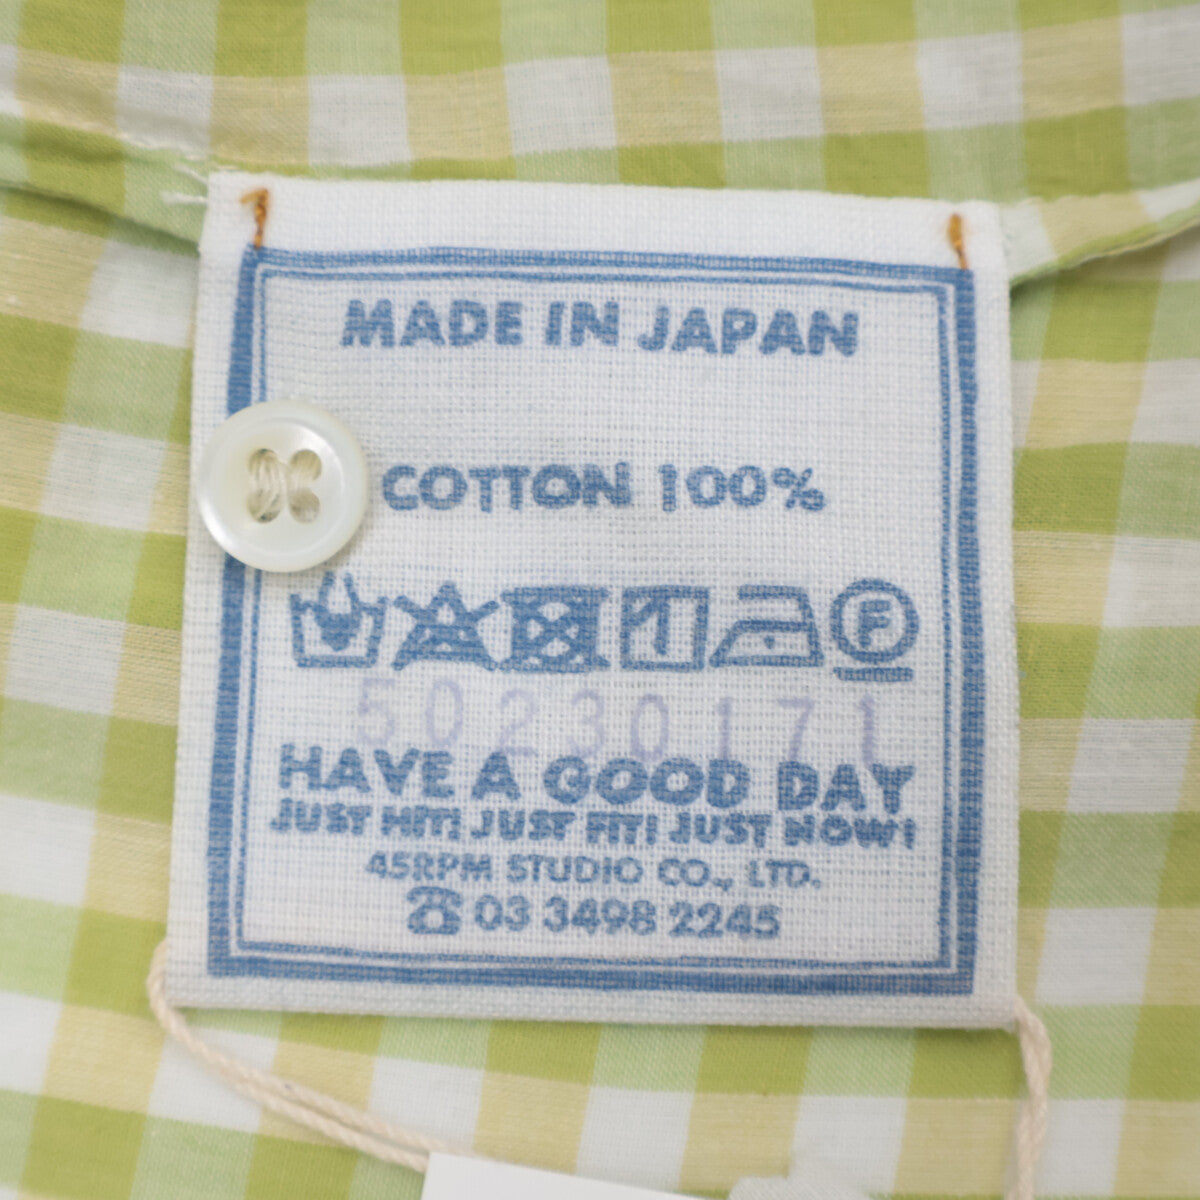 MADE IN JAPAN
COTTON 100%
F
50230171
HAVE A GOOD DAY
JUST HIT! JUST FIT! JUST NOW!
45RPM STUDIO CO., LTD.
☎ 03 3498 2245